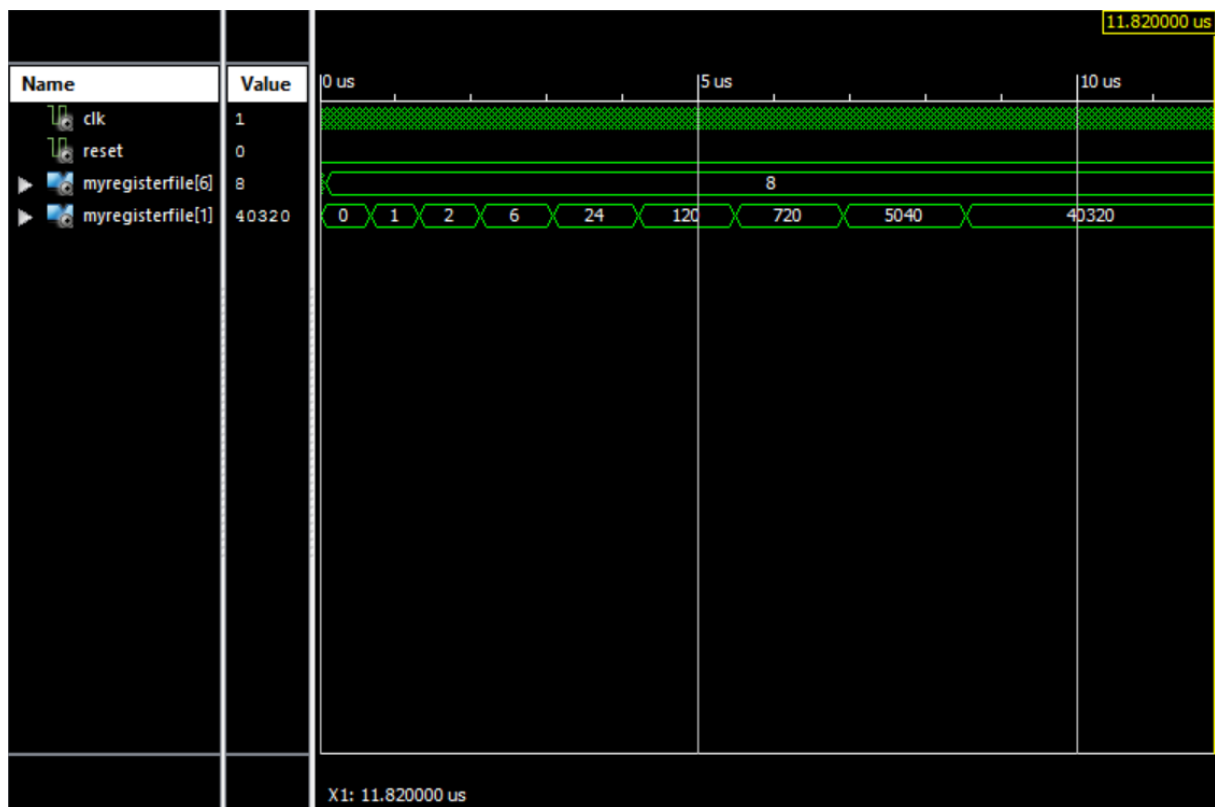 11.820000 us
Name Value 0 us 5 us 10 us
clk 1
reset 0
myregisterfile[6] 8 8
myregisterfile[1] 40320 0 1 2 6 24 120 720 5040 40320
X1: 11.820000 us